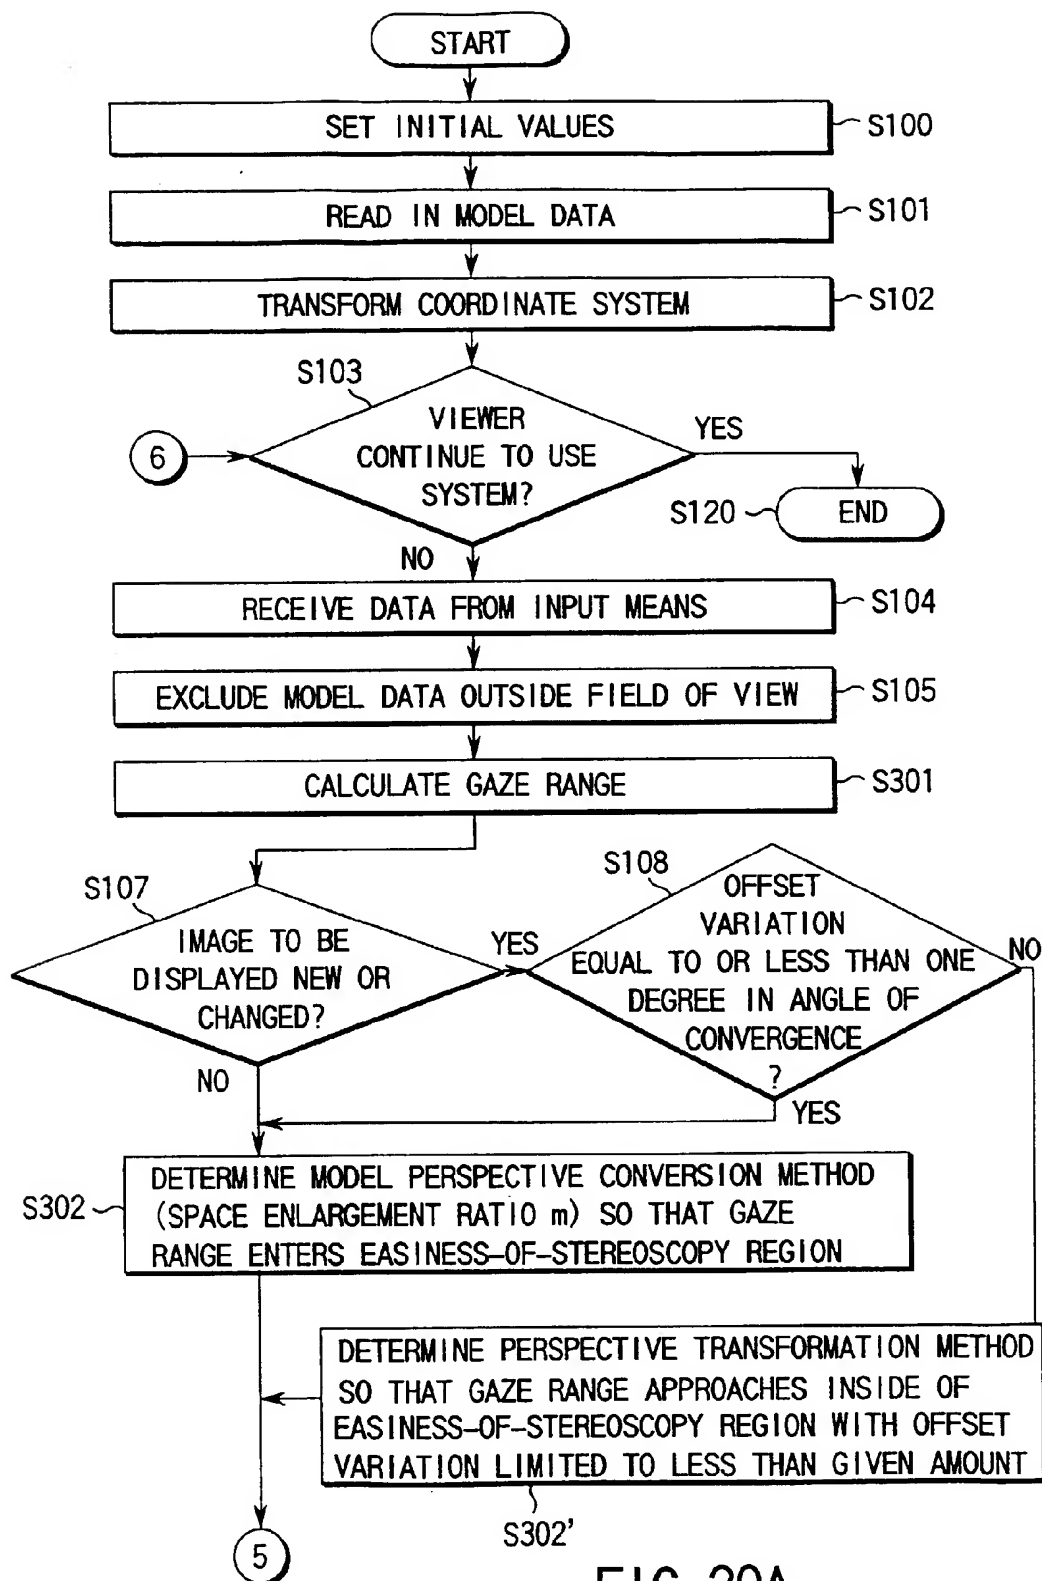 START
SET INITIAL VALUES
S100
READ IN MODEL DATA
S101
TRANSFORM COORDINATE SYSTEM
S102
S103
VIEWER
CONTINUE TO USE
SYSTEM?
YES
6
S120
END
NO
RECEIVE DATA FROM INPUT MEANS
S104
EXCLUDE MODEL DATA OUTSIDE FIELD OF VIEW
S105
CALCULATE GAZE RANGE
S301
S107
IMAGE TO BE
DISPLAYED NEW OR
CHANGED?
YES
NO
S108
OFFSET
VARIATION
EQUAL TO OR LESS THAN ONE
DEGREE IN ANGLE OF
CONVERGENCE
?
NO
YES
S302
DETERMINE MODEL PERSPECTIVE CONVERSION METHOD
(SPACE ENLARGEMENT RATIO m) SO THAT GAZE
RANGE ENTERS EASINESS-OF-STEREOSCOPY REGION
DETERMINE PERSPECTIVE TRANSFORMATION METHOD
SO THAT GAZE RANGE APPROACHES INSIDE OF
EASINESS-OF-STEREOSCOPY REGION WITH OFFSET
VARIATION LIMITED TO LESS THAN GIVEN AMOUNT
S302'
5